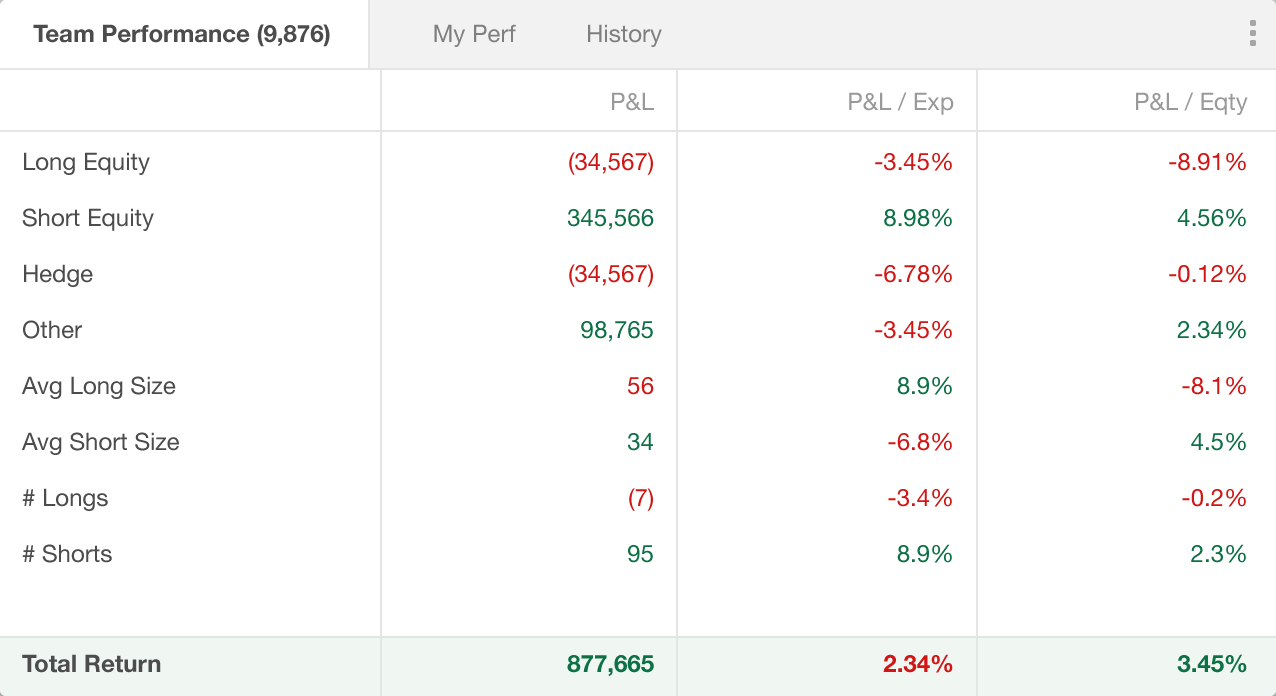 Team Performance (9,876) My Perf History
P&L P&L / Exp P&L / Eqty
Long Equity (34,567) -3.45% -8.91%
Short Equity 345,566 8.98% 4.56%
Hedge (34,567) -6.78% -0.12%
Other 98,765 -3.45% 2.34%
Avg Long Size 56 8.9% -8.1%
Avg Short Size 34 -6.8% 4.5%
# Longs (7) -3.4% -0.2%
# Shorts 95 8.9% 2.3%
Total Return 877,665 2.34% 3.45%